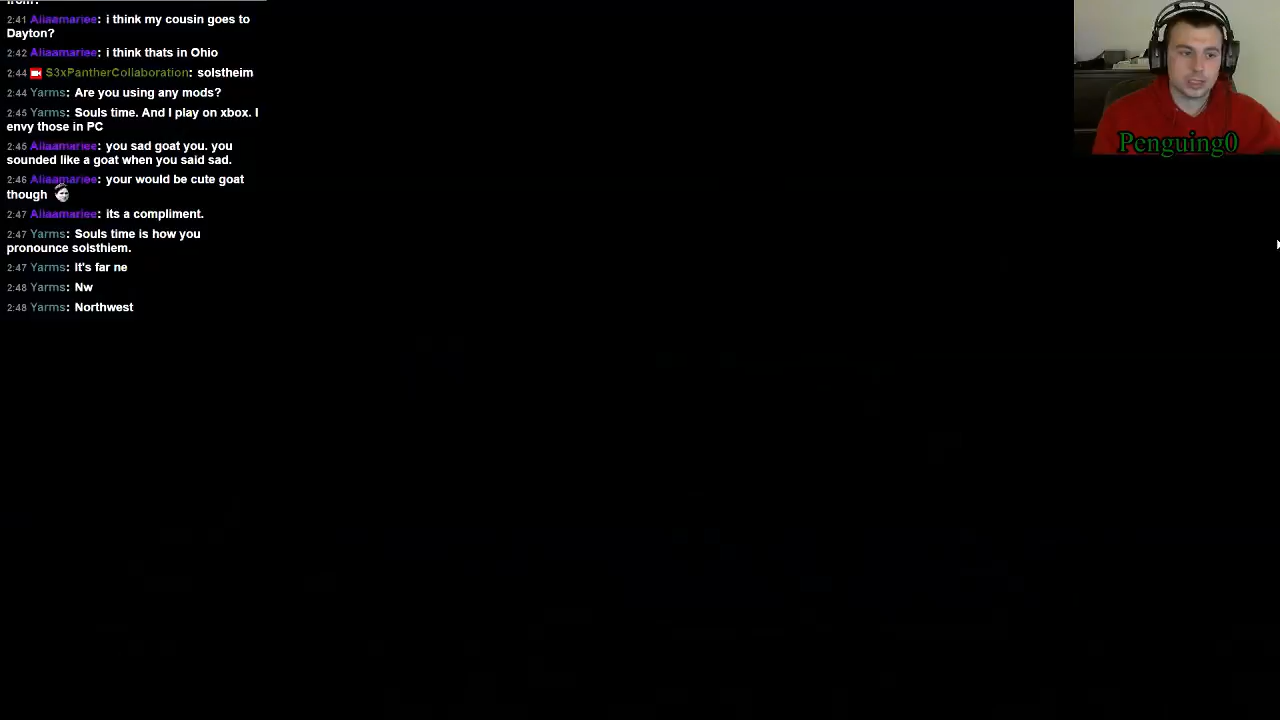 from?
2:41 Aliaamariee: i think my cousin goes to
Dayton?
2:42 Aliaamariee: i think thats in Ohio
2:44 S3xPantherCollaboration: solstheim
2:44 Yarms: Are you using any mods?
2:45 Yarms: Souls time. And I play on xbox. I
envy those in PC
2:45 Aliaamariee: you sad goat you. you
sounded like a goat when you said sad.
2:46 Aliaamariee: your would be cute goat
though
2:47 Aliaamariee: its a compliment.
2:47 Yarms: Souls time is how you
pronounce solsthiem.
2:47 Yarms: It's far ne
2:48 Yarms: Nw
2:48 Yarms: Northwest
Penguing0